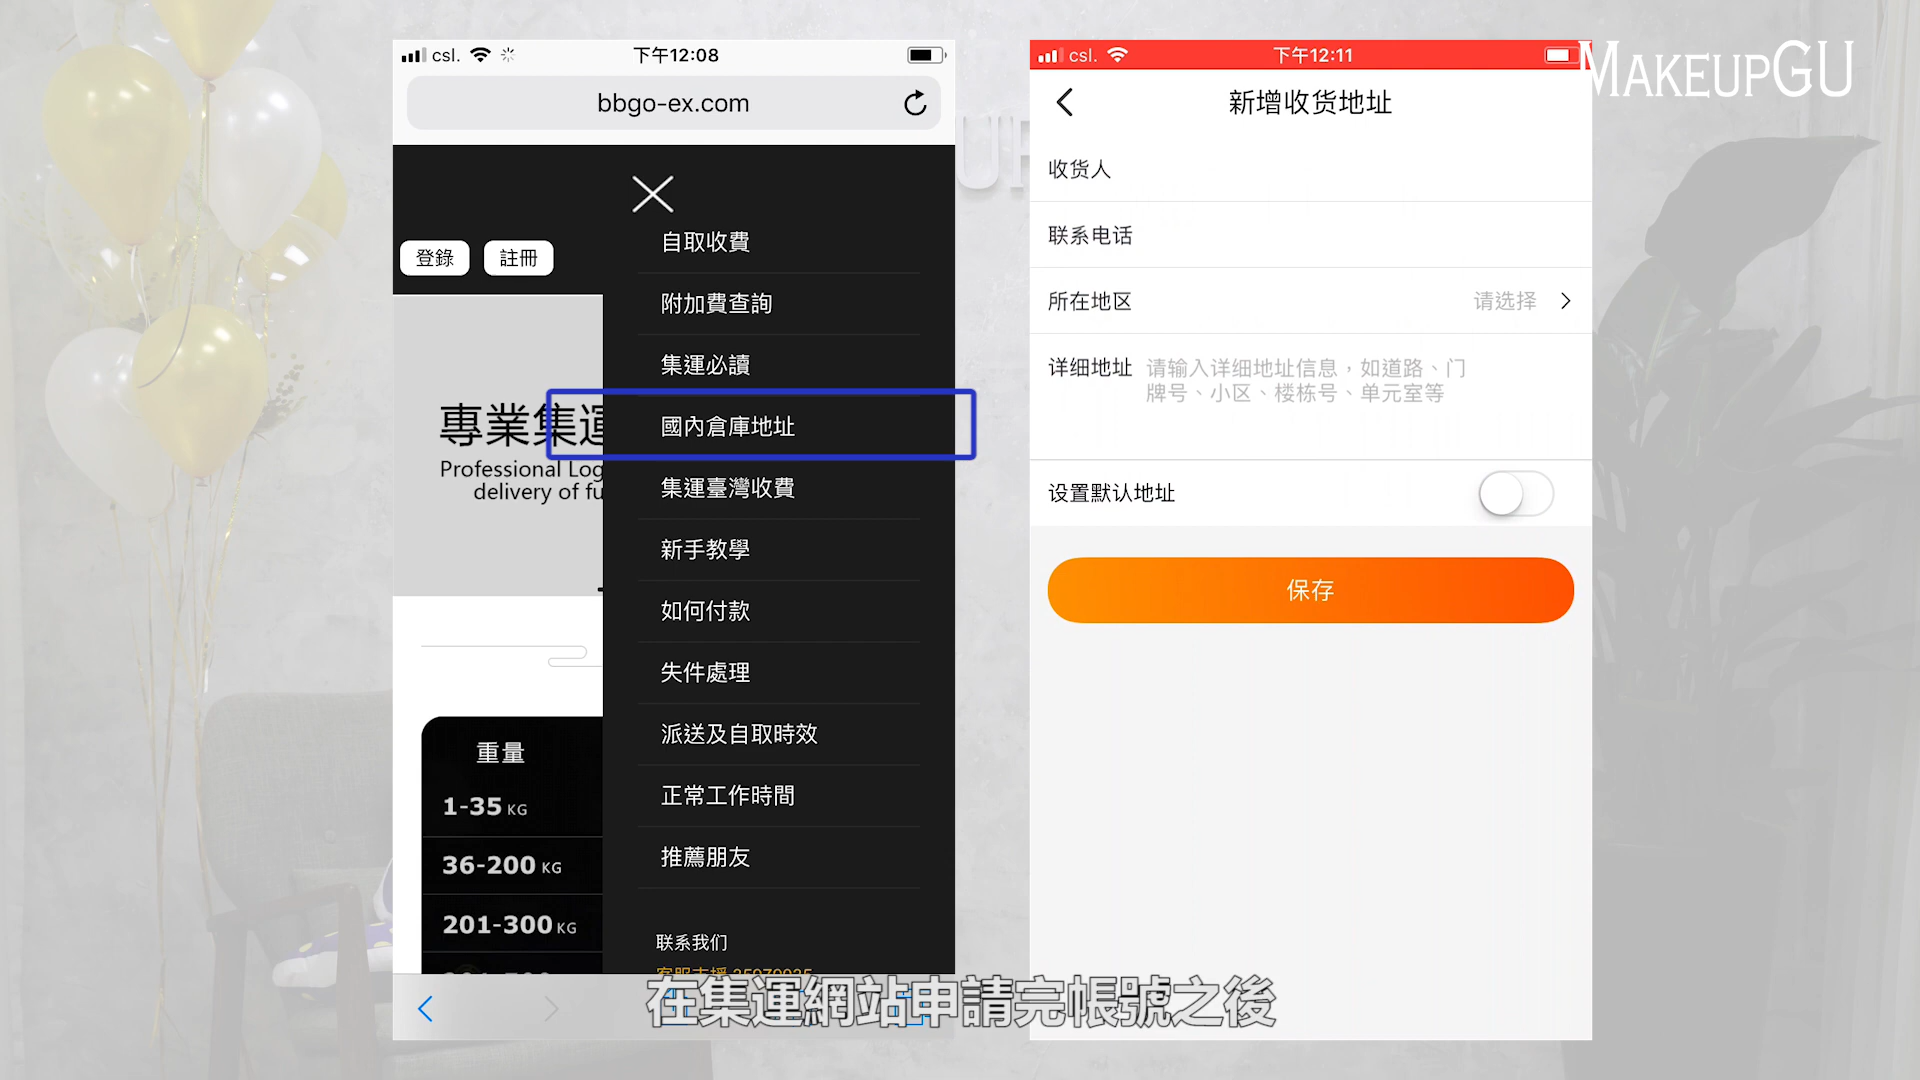 csl.
下午12:08
bbgo-ex.com
登錄
註冊
自取收費
附加費查詢
集運必讀
國內倉庫地址
集運臺灣收費
新手教學
如何付款
失件處理
派送及自取時效
正常工作時間
推薦朋友
联系我们
專業集運
Professional Log
delivery of fu
重量
1-35 KG
36-200 KG
201-300 KG
csl.
下午12:11
MAKEUPGU
新增收货地址
收货人
联系电话
所在地区
请选择
详细地址
请输入详细地址信息，如道路、门
牌号、小区、楼栋号、单元室等
设置默认地址
保存
在集運網站申請完帳號之後